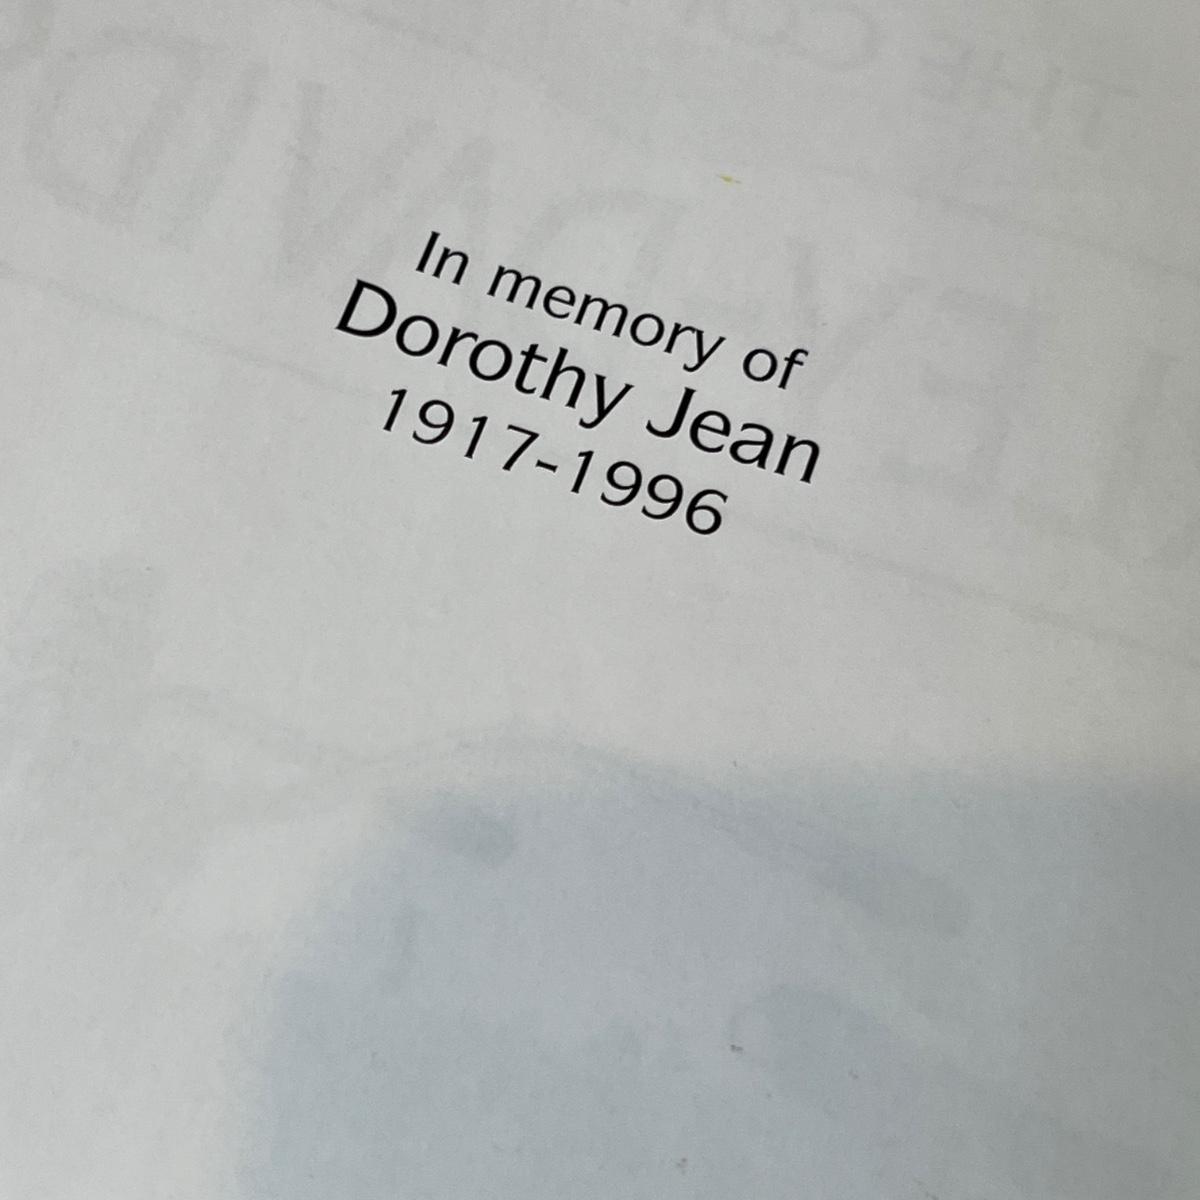 In memory of
Dorothy Jean
1917-1996